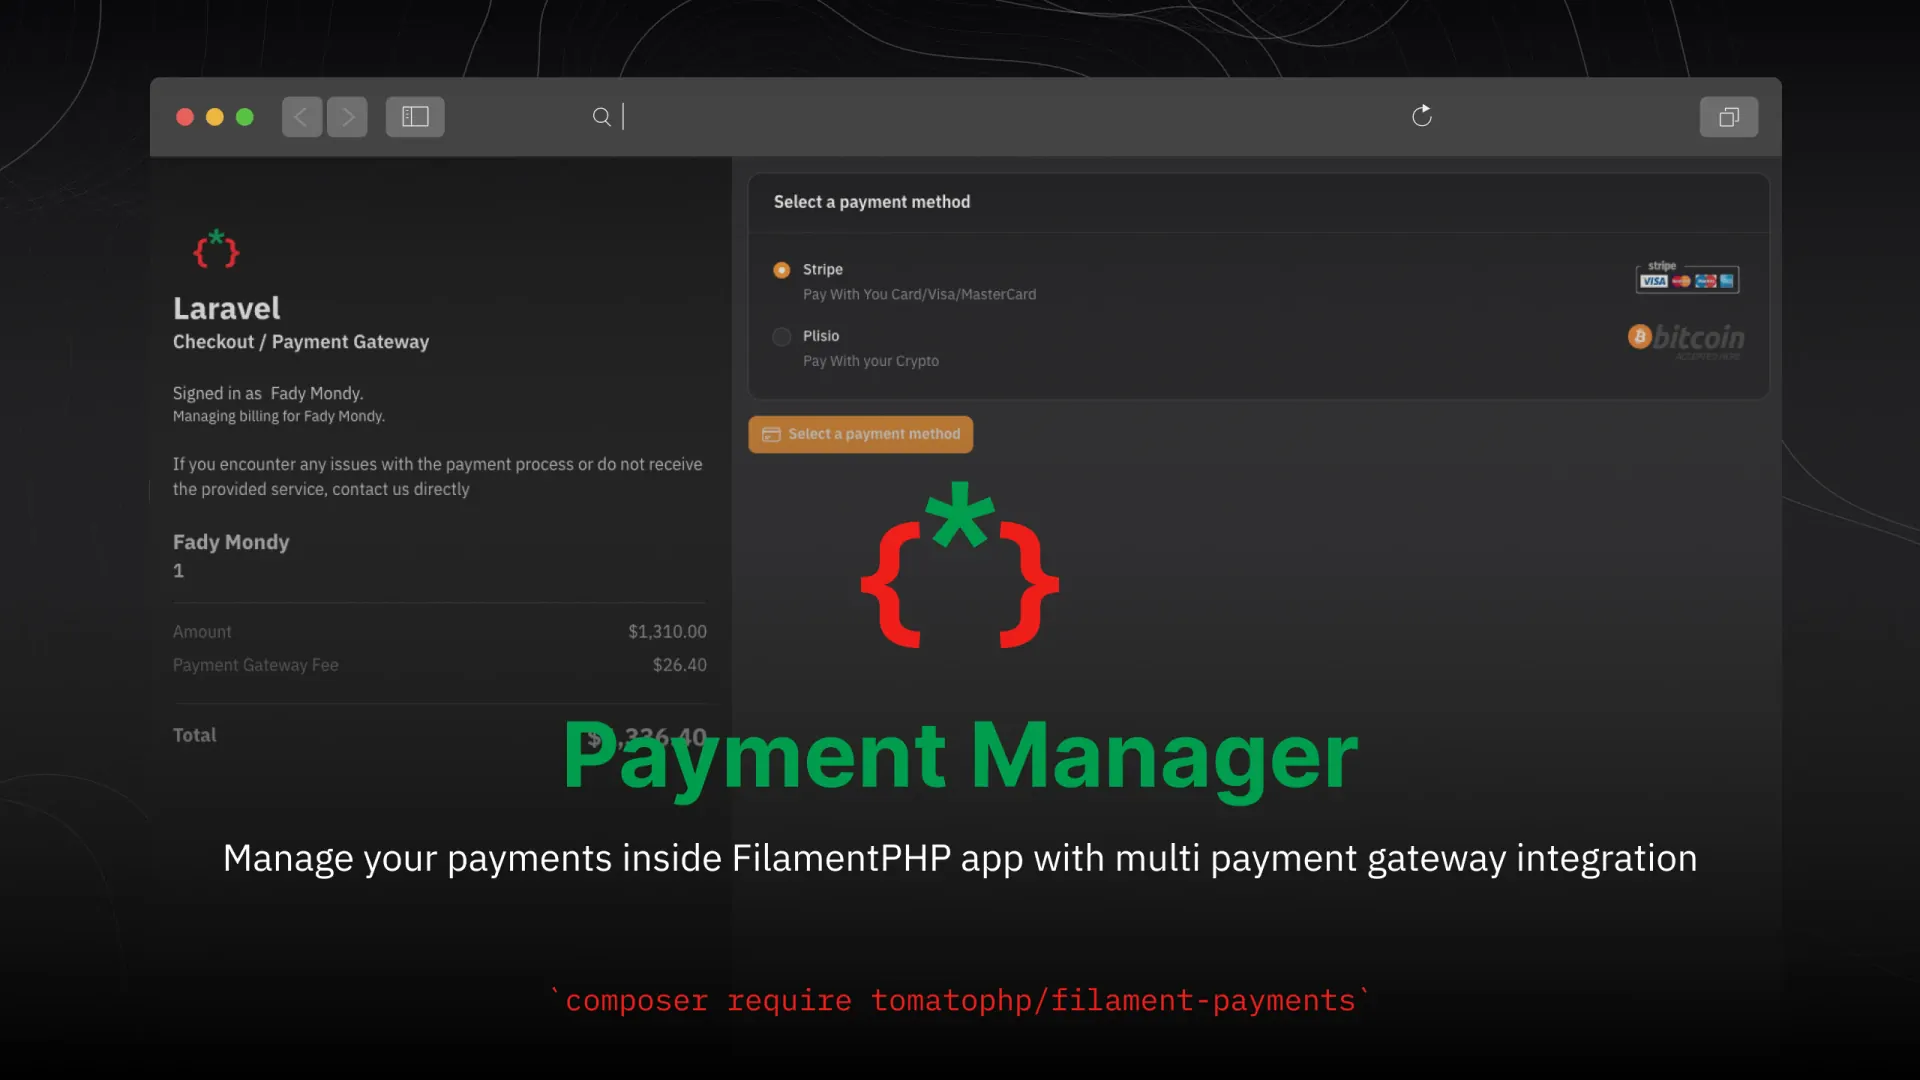 {*}
Laravel
Checkout / Payment Gateway
Signed in as Fady Mondy.
Managing billing for Fady Mondy.
If you encounter any issues with the payment process or do not receive
the provided service, contact us directly
Fady Mondy
1
Amount $1,310.00
Payment Gateway Fee $26.40
Total
Select a payment method
Stripe
Pay With You Card/Visa/MasterCard
stripe
VISA
Plisio
Pay With your Crypto
bitcoin
ACCEPTED HERE
Select a payment method
{*}
Payment Manager
Manage your payments inside FilamentPHP app with multi payment gateway integration
`composer require tomatophp/filament-payments`